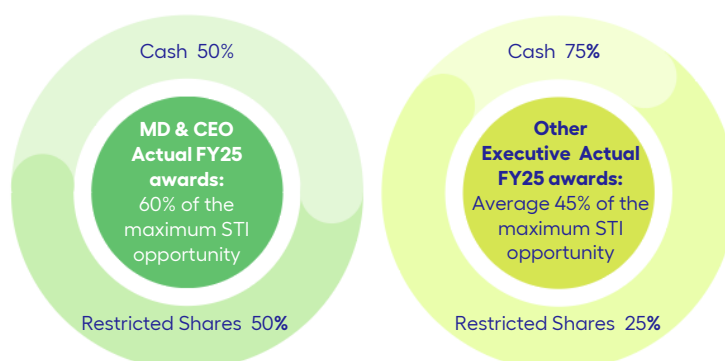 Cash 50%
MD & CEO
Actual FY25
awards:
60% of the
maximum STI
opportunity
Restricted Shares 50%
Cash 75%
Other
Executive Actual
FY25 awards:
Average 45% of the
maximum STI
opportunity
Restricted Shares 25%